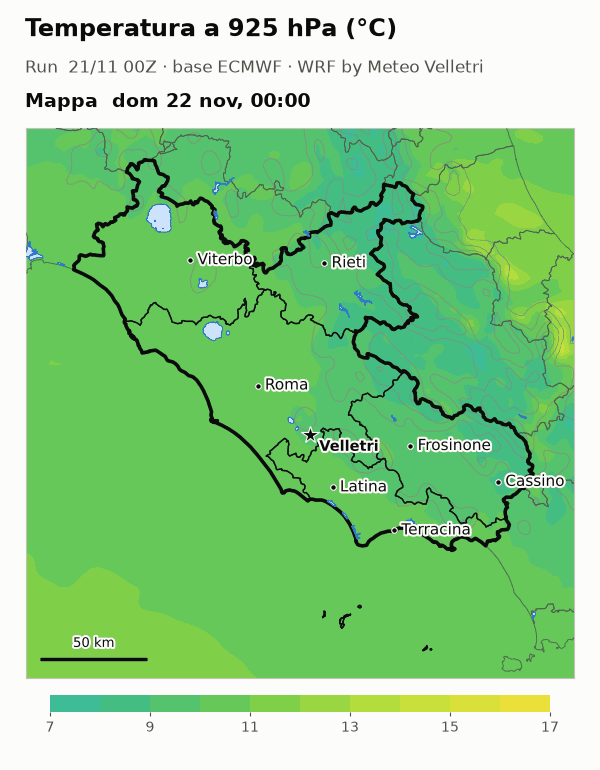 Temperatura a 925 hPa (°C)
Run  21/11 00Z · base ECMWF · WRF by Meteo Velletri
Mappa  dom 22 nov, 00:00
Viterbo
Rieti
Roma
Velletri
Frosinone
Cassino
Latina
Terracina
50 km
7 9 11 13 15 17